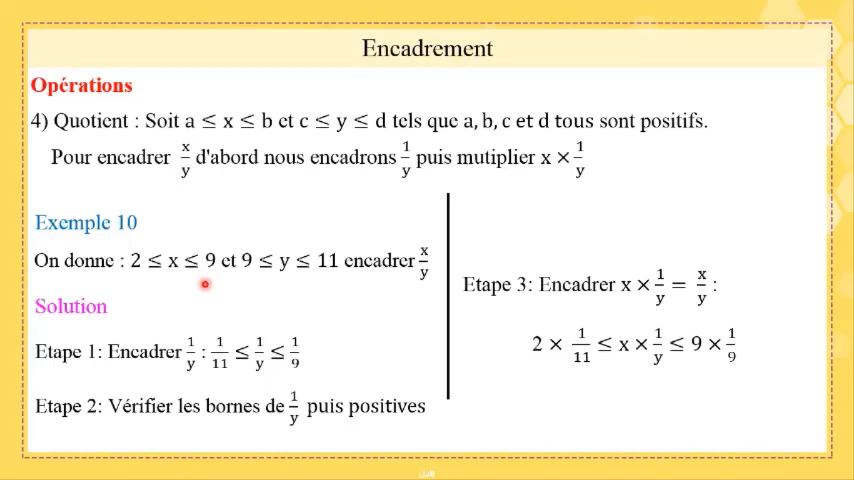 Encadrement
Opérations
4) Quotient : Soit a ≤ x ≤ b et c ≤ y ≤ d tels que a, b, c et d tous sont positifs.
Pour encadrer x/y d'abord nous encadrons 1/y puis mutiplier x × 1/y
Exemple 10
On donne : 2 ≤ x ≤ 9 et 9 ≤ y ≤ 11 encadrer x/y
Solution
Etape 1: Encadrer 1/y : 1/11 ≤ 1/y ≤ 1/9
Etape 2: Vérifier les bornes de 1/y puis positives
Etape 3: Encadrer x × 1/y = x/y :
2 × 1/11 ≤ x × 1/y ≤ 9 × 1/9